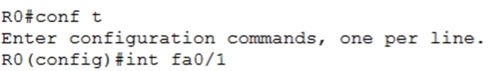 R0#conf t
Enter configuration commands, one per line.
R0(config)#int fa0/1